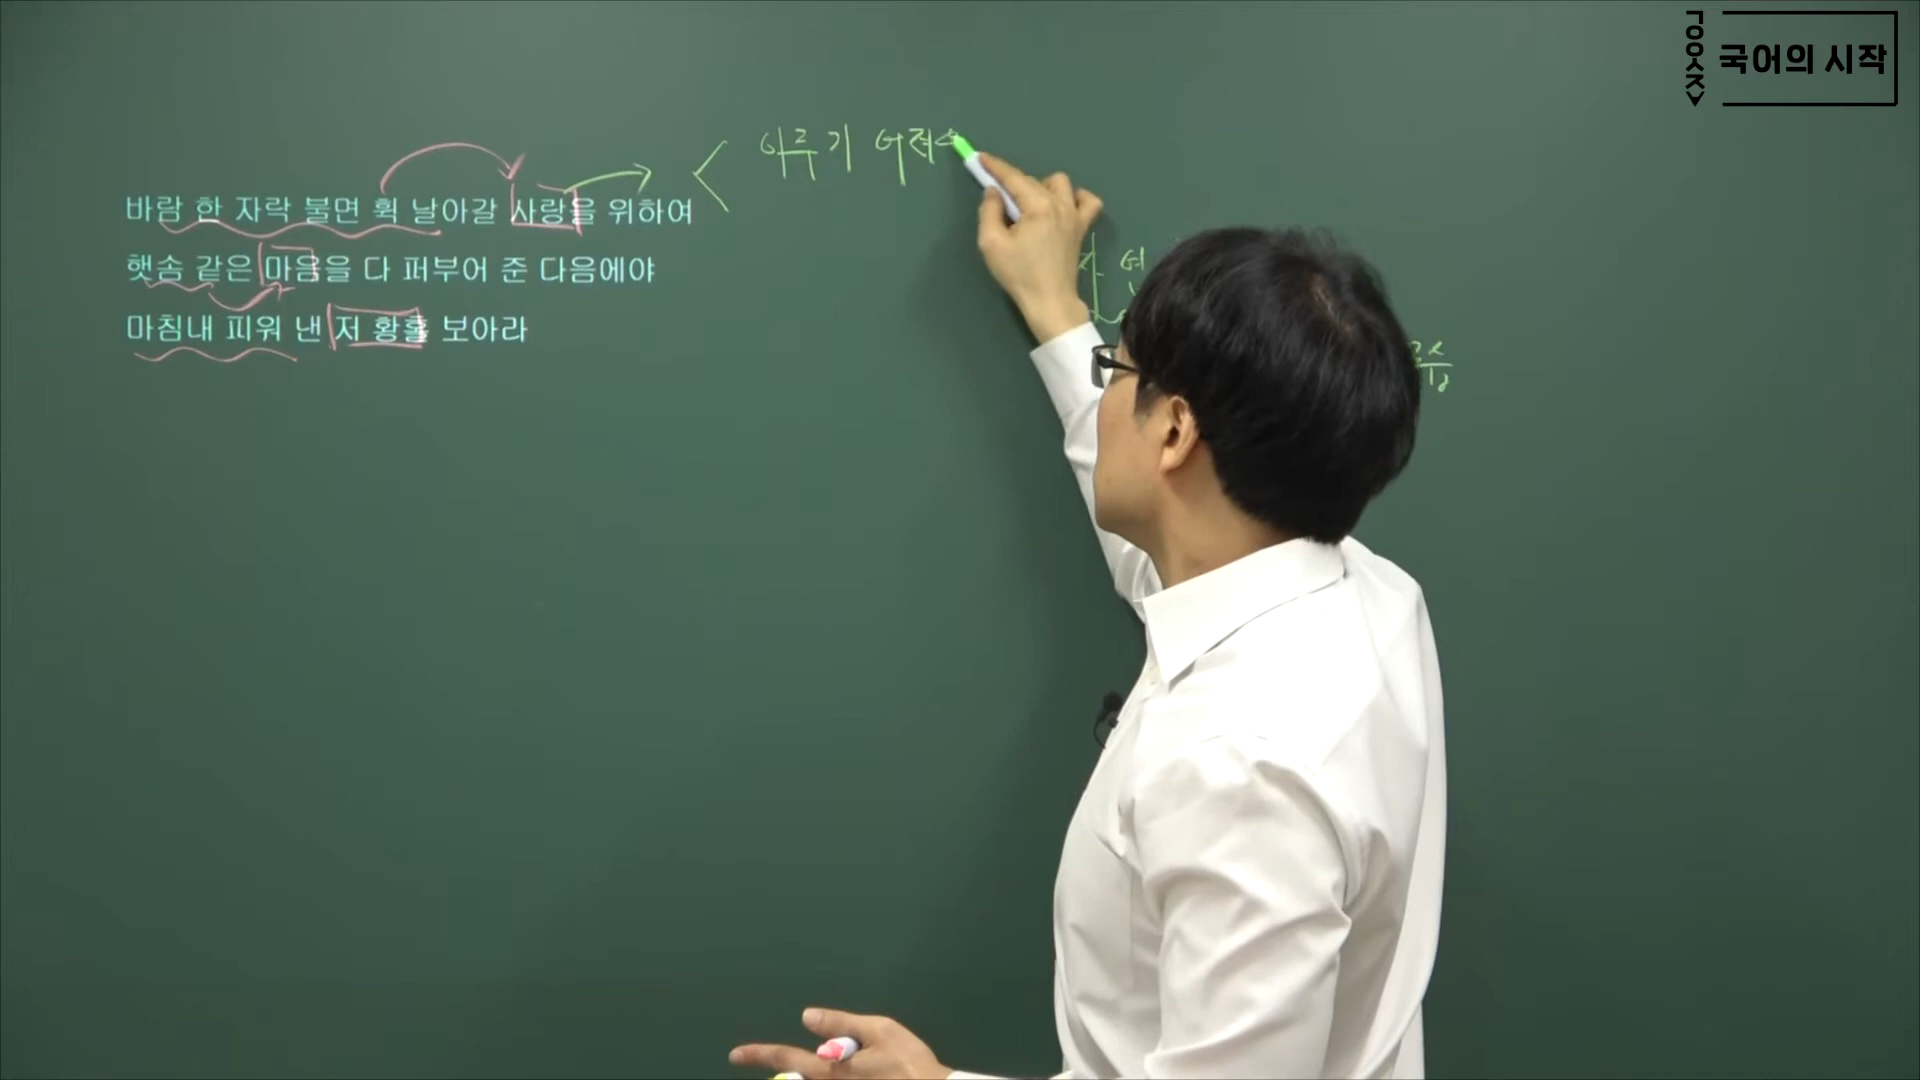 국어의 시작
이루기 어려
바람 한 자락 불면 휙 날아갈 사랑을 위하여
햇솜 같은 마음을 다 퍼부어 준 다음에야
마침내 피워 낸 저 황홀 보아라